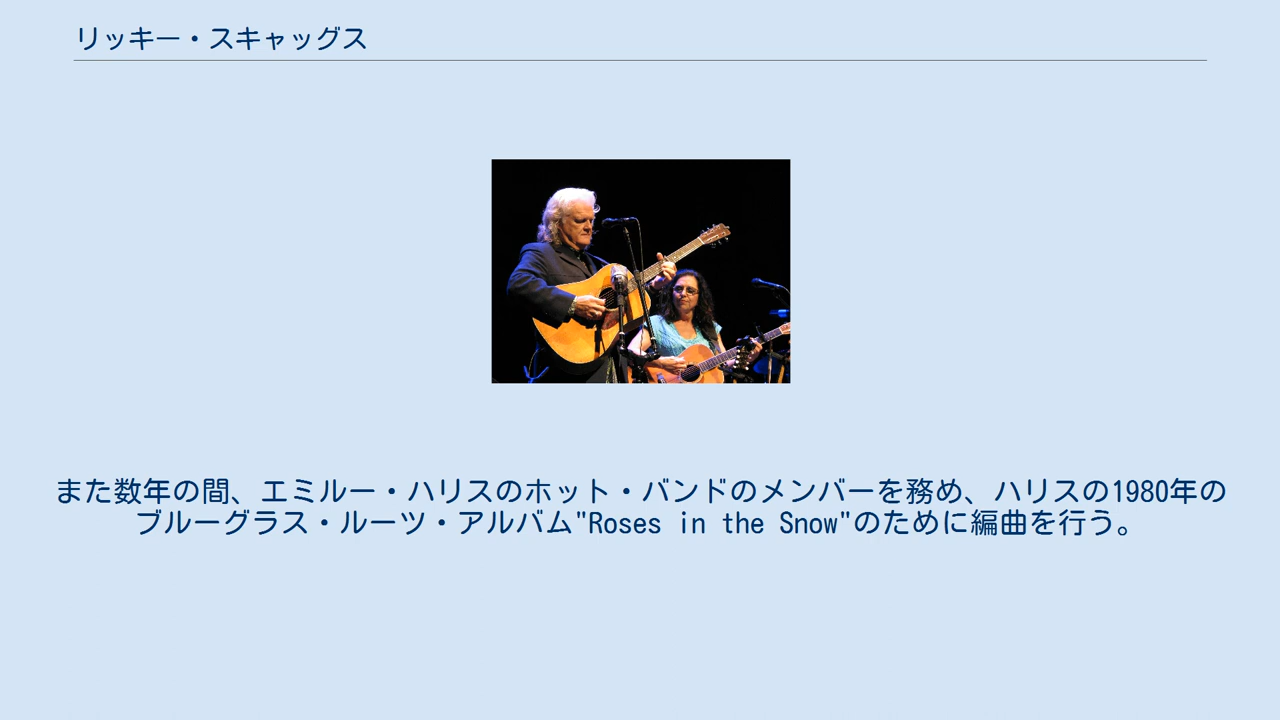 リッキー・スキャッグス
また数年の間、エミルー・ハリスのホット・バンドのメンバーを務め、ハリスの1980年の
ブルーグラス・ルーツ・アルバム"Roses in the Snow"のために編曲を行う。